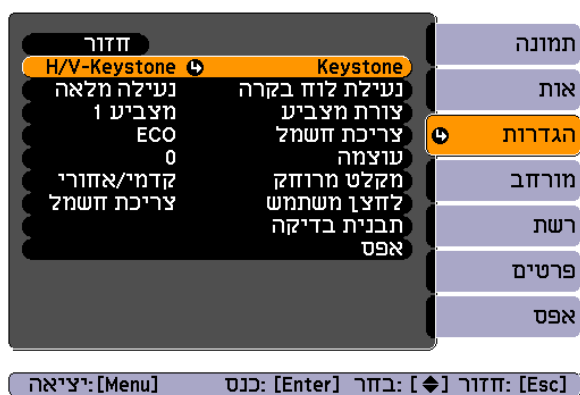 תמונה
אות
הגדרות
מורחב
רשת
פרטים
אפס
חזור
Keystone H/V-Keystone
נעילת לוח בקרה נעילה מלאה
צורת מצביע מצביע 1
צריכת חשמל ECO
עוצמה 0
מקלט מרוחק קדמי/אחורי
לחצן משתמש צריכת חשמל
תבנית בדיקה
אפס
[Esc] :חזור [ ] :בחר [Enter] :כנס [Menu]:יציאה